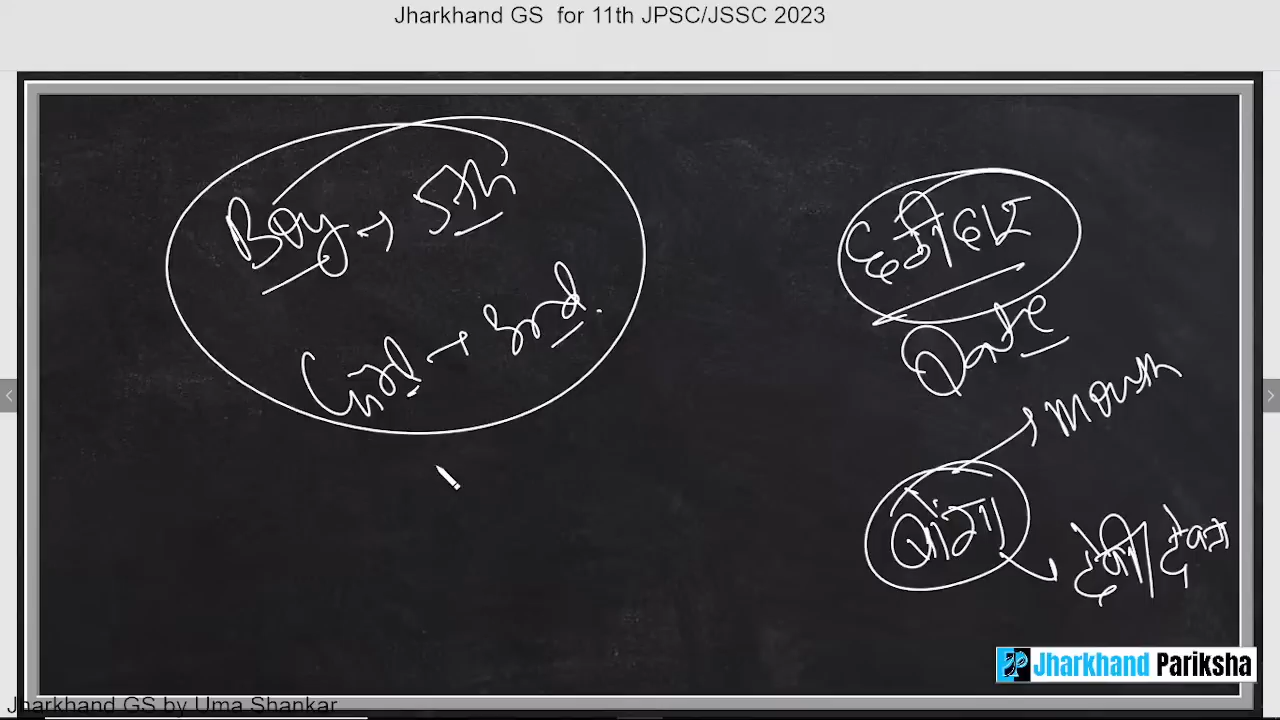 Jharkhand GS for 11th JPSC/JSSC 2023
Boy → 5th
Girl → 3rd.
Date
→ Month
बोंगा
देवी/देवता
Jharkhand Pariksha
Jharkhand GS by Uma Shankar